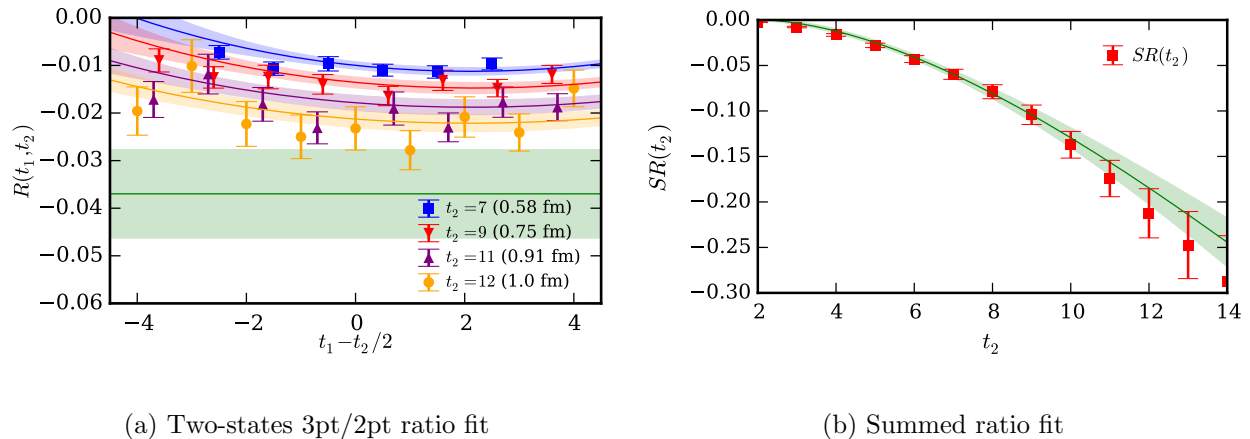 0.00
−0.01
−0.02
−0.03
−0.04
−0.05
−0.06
R(t₁,t₂)
−4
−2
0
2
4
t₁−t₂/2
t₂ =7 (0.58 fm)
t₂ =9 (0.75 fm)
t₂ =11 (0.91 fm)
t₂ =12 (1.0 fm)
(a) Two-states 3pt/2pt ratio fit
0.00
−0.05
−0.10
−0.15
−0.20
−0.25
−0.30
SR(t₂)
2
4
6
8
10
12
14
t₂
SR(t₂)
(b) Summed ratio fit